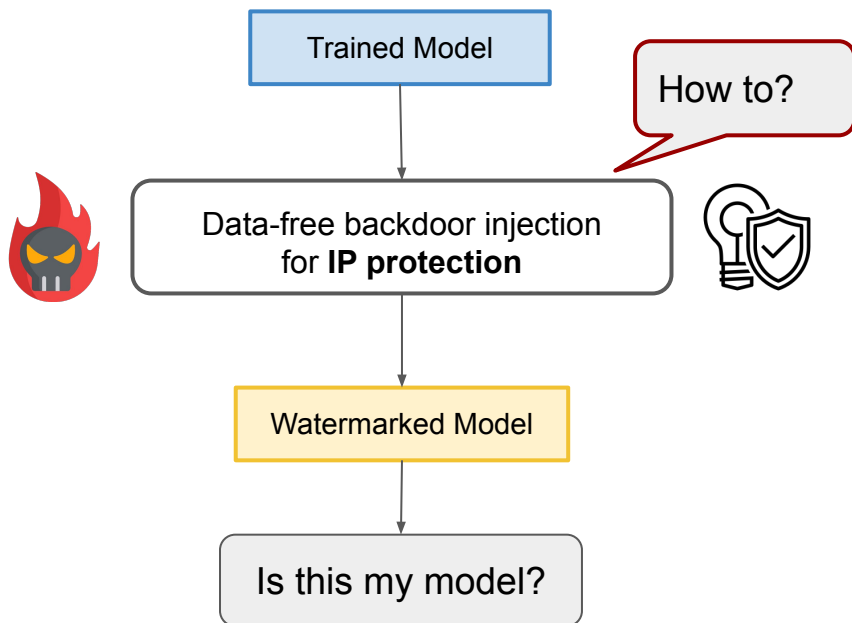 Trained Model
How to?
Data-free backdoor injection
for IP protection
Watermarked Model
Is this my model?